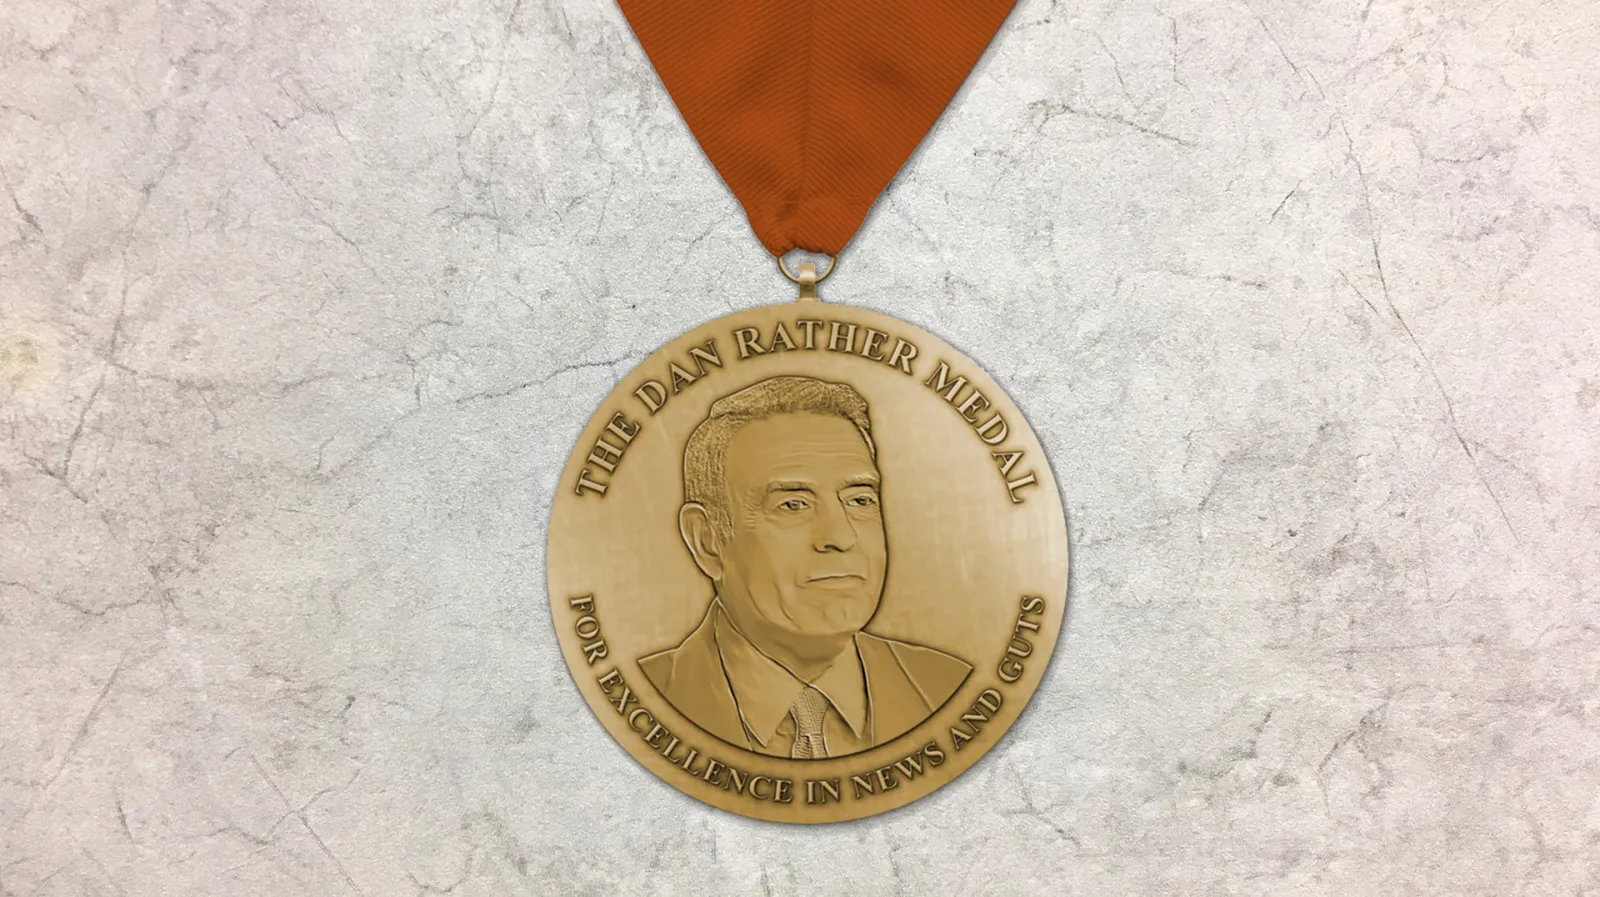 THE DAN RATHER MEDAL
FOR EXCELLENCE IN NEWS AND GUTS